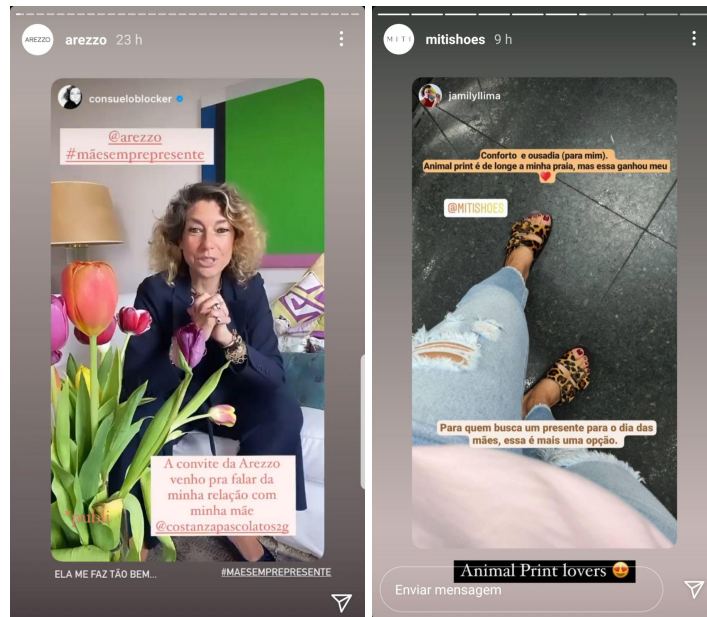 AREZZO
arezzo 23 h
consueloblocker
@arezzo
#mãesemprepresente
A convite da Arezzo
venho pra falar da
minha relação com
minha mãe
@costanzapascolatos2g
*publi
ELA ME FAZ TÃO BEM...
#MAESEMPREPRESENTE
MITI
mitishoes 9 h
jamilyllima
Conforto e ousadia (para mim).
Animal print é de longe a minha praia, mas essa ganhou meu
@MITISHOES
Para quem busca um presente para o dia das
mães, essa é mais uma opção.
Animal Print lovers 😍
Enviar mensagem